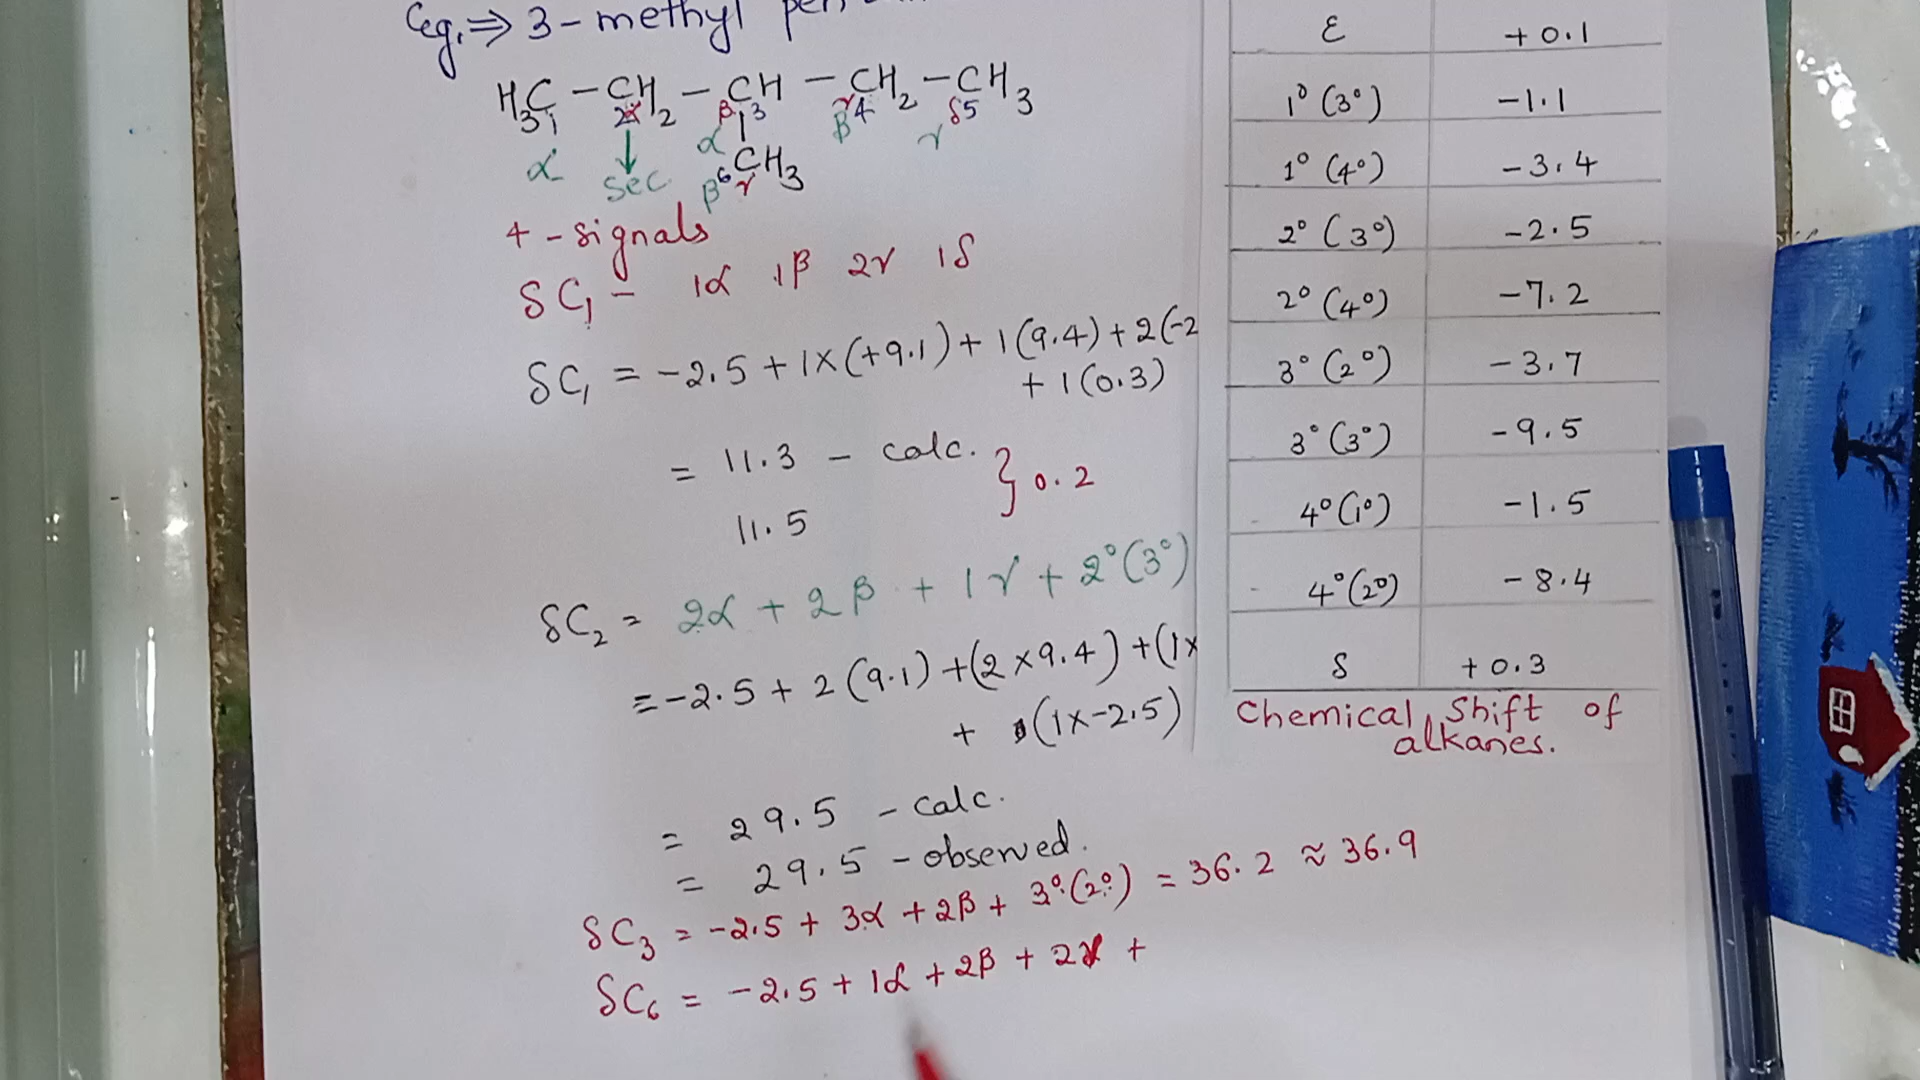 Eg. ⇒ 3-methyl pen
H3C - CH2 - CH - CH2 - CH3
1 2 α β 3 γ 4 δ 5
α β γ
α ↓ CH3
sec β 6 γ
4 - signals
δC1 - 1α 1β 2γ 1δ
δC1 = -2.5 + 1×(+9.1) + 1(9.4) + 2(-2
+ 1(0.3)
= 11.3 - calc. } 0.2
11.5
δC2 = 2α + 2β + 1γ + 2°(3°)
= -2.5 + 2(9.1) + (2×9.4) + (1×
+ (1×-2.5)
= 29.5 - calc.
= 29.5 - observed.
δC3 = -2.5 + 3α + 2β + 3°(2°) = 36.2 ≈ 36.9
δC6 = -2.5 + 1α + 2β + 2γ +
ε +0.1
1°(3°) -1.1
1°(4°) -3.4
2°(3°) -2.5
2°(4°) -7.2
3°(2°) -3.7
3°(3°) -9.5
4°(1°) -1.5
4°(2°) -8.4
δ +0.3
Chemical Shift of
alkanes.